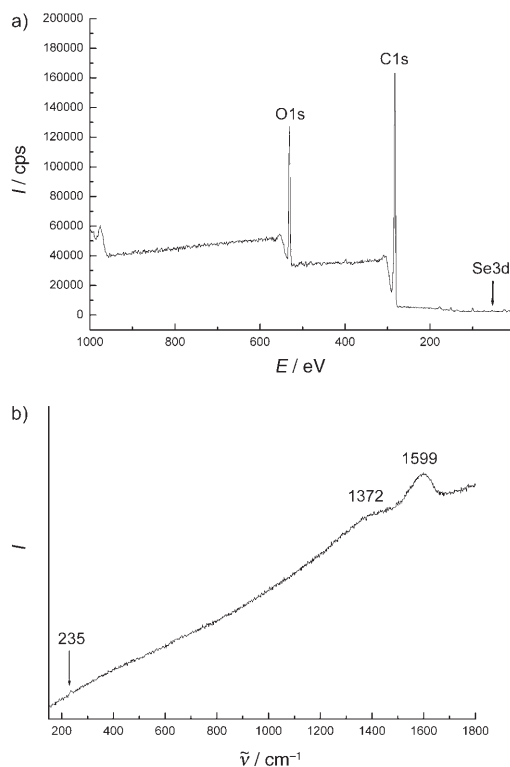 a)
200000
180000
160000
140000
120000
100000
80000
60000
40000
20000
0
I / cps
O1s
C1s
Se3d
1000 800 600 400 200
E / eV
b)
I
235
1372
1599
200 400 600 800 1000 1200 1400 1600 1800
ṽ / cm⁻¹